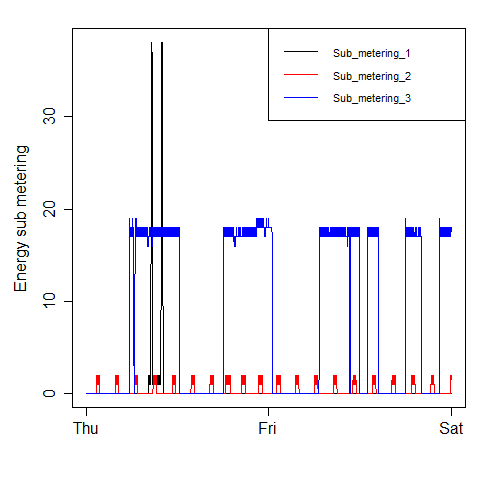 Sub_metering_1
Sub_metering_2
Sub_metering_3
Energy sub metering
30
20
10
0
Thu Fri Sat